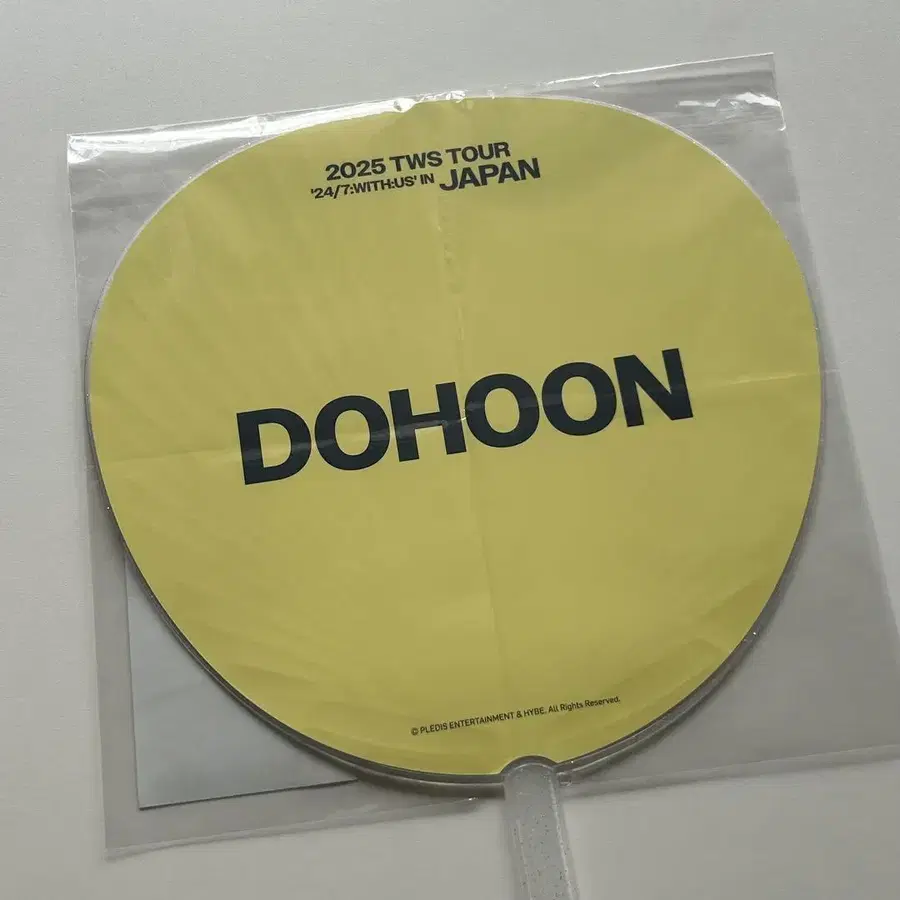 2025 TWS TOUR
'24/7:WITH:US' IN JAPAN
DOHOON
© PLEDIS ENTERTAINMENT & HYBE. All Rights Reserved.